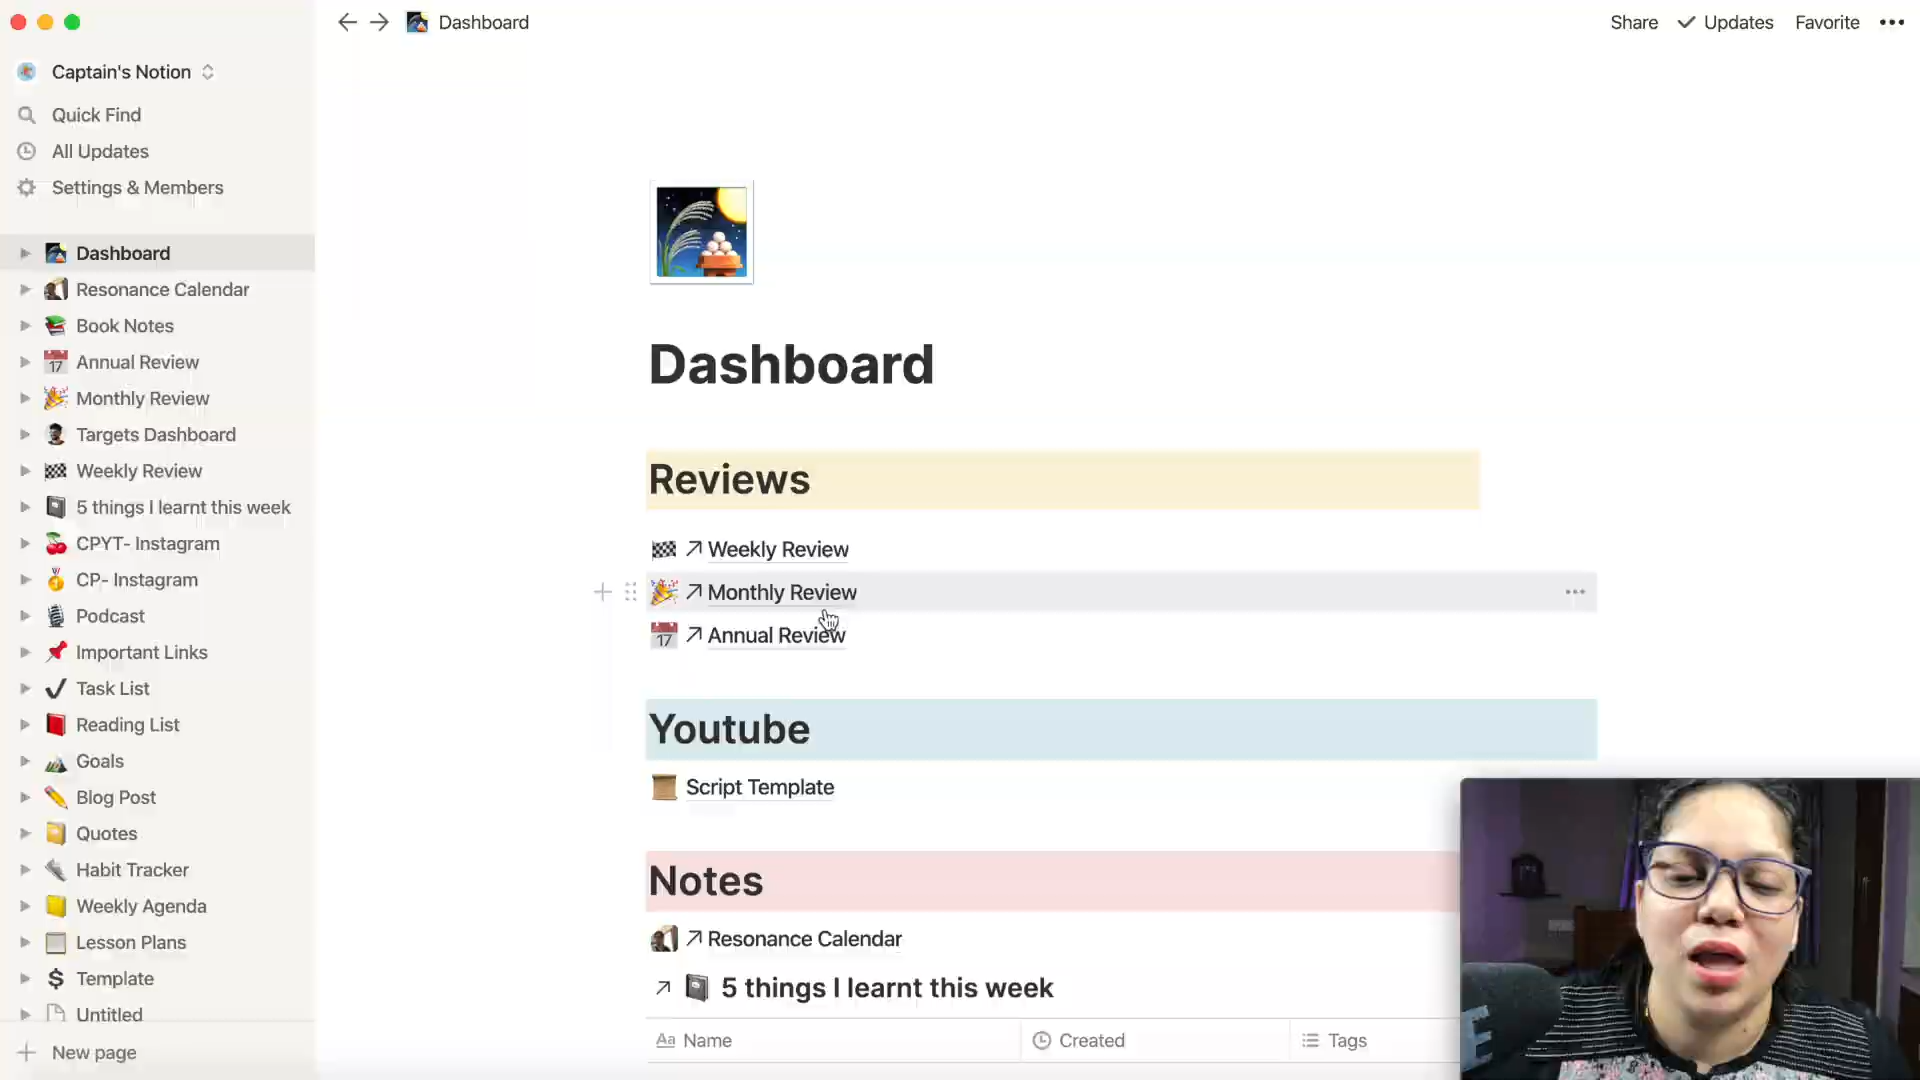 Dashboard
Share
Updates
Favorite
Captain's Notion
Quick Find
All Updates
Settings & Members
Dashboard
Resonance Calendar
Book Notes
17 Annual Review
Monthly Review
Targets Dashboard
Weekly Review
5 things I learnt this week
CPYT- Instagram
CP- Instagram
Podcast
Important Links
Task List
Reading List
Goals
Blog Post
Quotes
Habit Tracker
Weekly Agenda
Lesson Plans
Template
Untitled
New page
Dashboard
Reviews
Weekly Review
Monthly Review
17 Annual Review
Youtube
Script Template
Notes
Resonance Calendar
5 things I learnt this week
Aa Name
Created
Tags